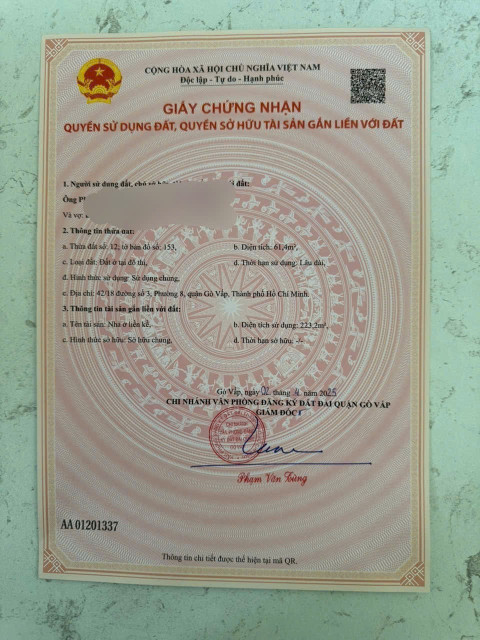 CỘNG HÒA XÃ HỘI CHỦ NGHĨA VIỆT NAM
Độc lập - Tự do - Hạnh phúc
GIẤY CHỨNG NHẬN
QUYỀN SỬ DỤNG ĐẤT, QUYỀN SỞ HỮU TÀI SẢN GẮN LIỀN VỚI ĐẤT
1. Người sử dụng đất, đất:
Ông
Và vợ:
2. Thông tin thửa đất:
a. Thửa đất số: 12; tờ bản đồ số: 153, b. Diện tích: 61,4m²,
c. Loại đất: Đất ở tại đô thị, d. Thời hạn sử dụng: Lâu dài,
đ. Hình thức sử dụng: Sử dụng chung,
e. Địa chỉ: 42/18 đường số 3, Phường 8, quận Gò Vấp, Thành phố Hồ Chí Minh.
3. Thông tin tài sản gắn liền với đất:
a. Tên tài sản: Nhà ở liền kề, b. Diện tích sử dụng: 223,2m²,
c. Hình thức sở hữu: Sở hữu chung, d. Thời hạn sở hữu: -/-
Gò Vấp, ngày 02 tháng 4 năm 2025
CHI NHÁNH VĂN PHÒNG ĐĂNG KÝ ĐẤT ĐAI QUẬN GÒ VẤP
GIÁM ĐỐC
Phạm Văn Tùng
AA 01201337
Thông tin chi tiết được thể hiện tại mã QR.